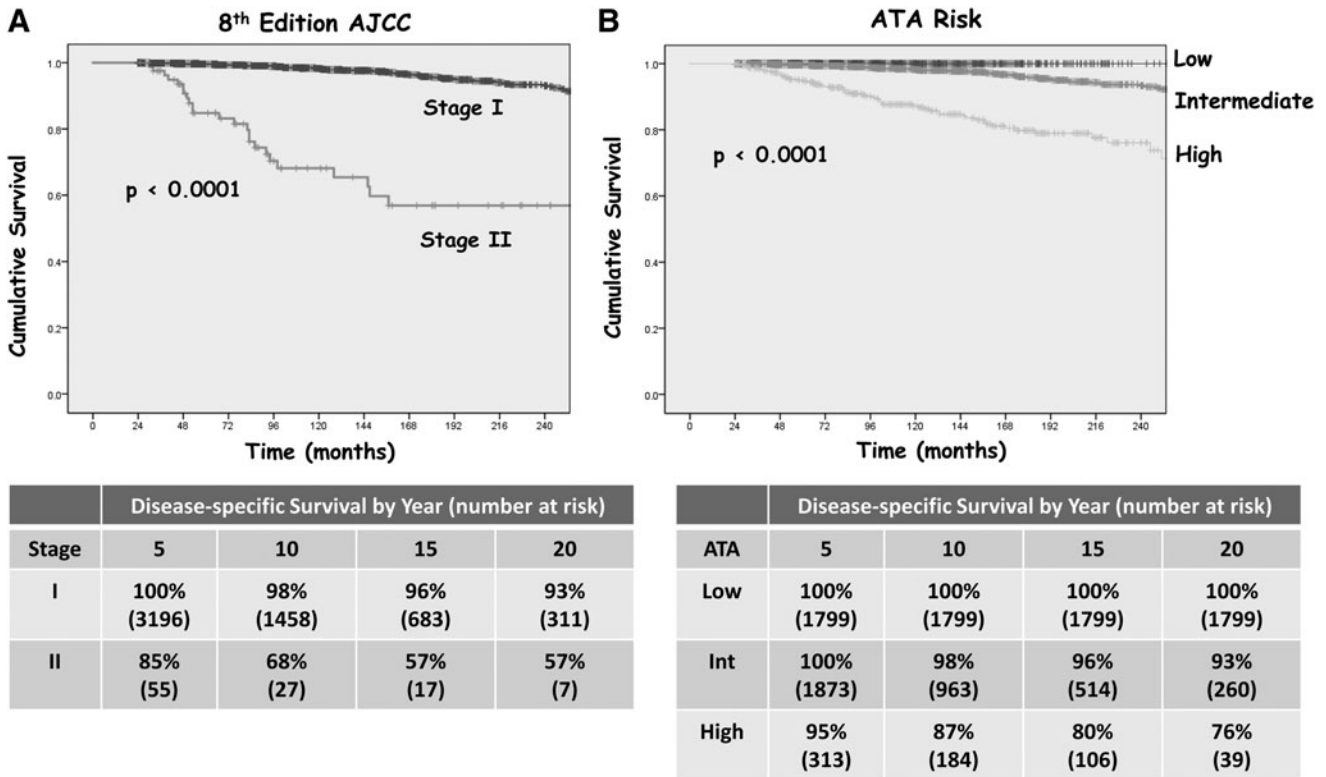 A
8th Edition AJCC
Cumulative Survival
1.0
0.8
0.6
0.4
0.2
0.0
Stage I
p < 0.0001
Stage II
0 24 48 72 96 120 144 168 192 216 240
Time (months)
Disease-specific Survival by Year (number at risk)
Stage 5 10 15 20
I 100% 98% 96% 93%
(3196) (1458) (683) (311)
II 85% 68% 57% 57%
(55) (27) (17) (7)
B
ATA Risk
Cumulative Survival
1.0
0.8
0.6
0.4
0.2
0.0
Low
Intermediate
High
p < 0.0001
0 24 48 72 96 120 144 168 192 216 240
Time (months)
Disease-specific Survival by Year (number at risk)
ATA 5 10 15 20
Low 100% 100% 100% 100%
(1799) (1799) (1799) (1799)
Int 100% 98% 96% 93%
(1873) (963) (514) (260)
High 95% 87% 80% 76%
(313) (184) (106) (39)